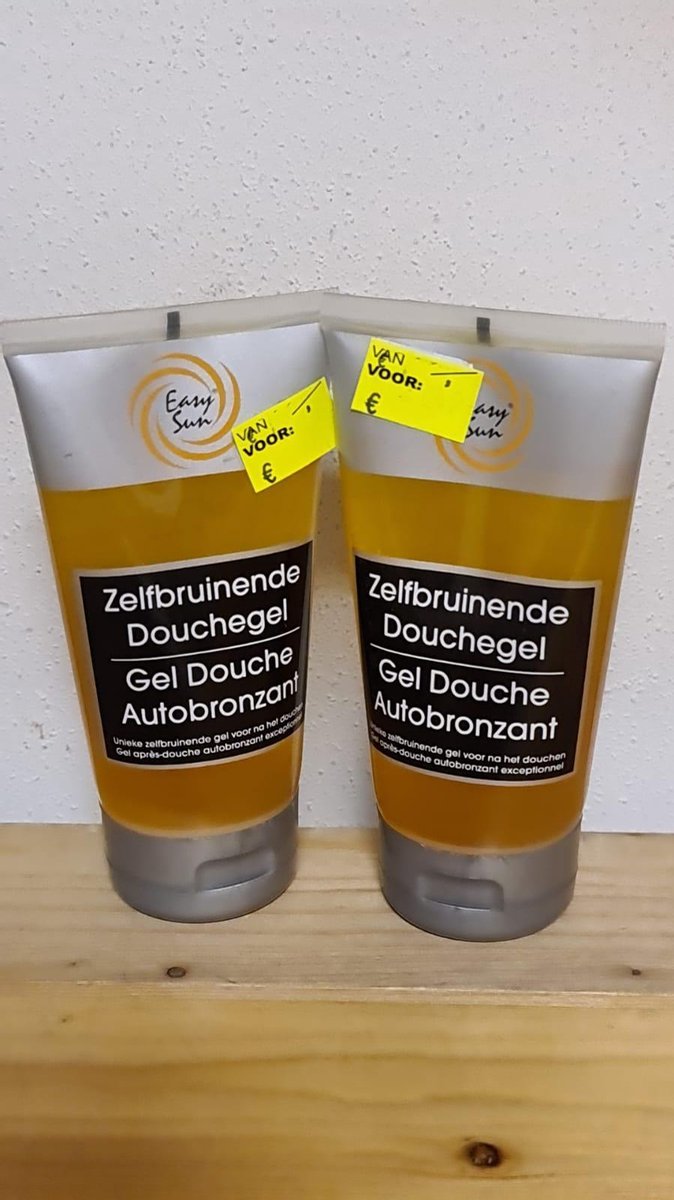 Easy
Sun
VAN
€
VOOR:
,
€
Zelfbruinende
Douchegel
Gel Douche
Autobronzant
Unieke zelfbruinende gel voor na het douchen
Gel après-douche autobronzant exceptionnel
VAN
€
VOOR:
,
€
Easy®
Sun
Zelfbruinende
Douchegel
Gel Douche
Autobronzant
Unieke zelfbruinende gel voor na het douchen
Gel après-douche autobronzant exceptionnel